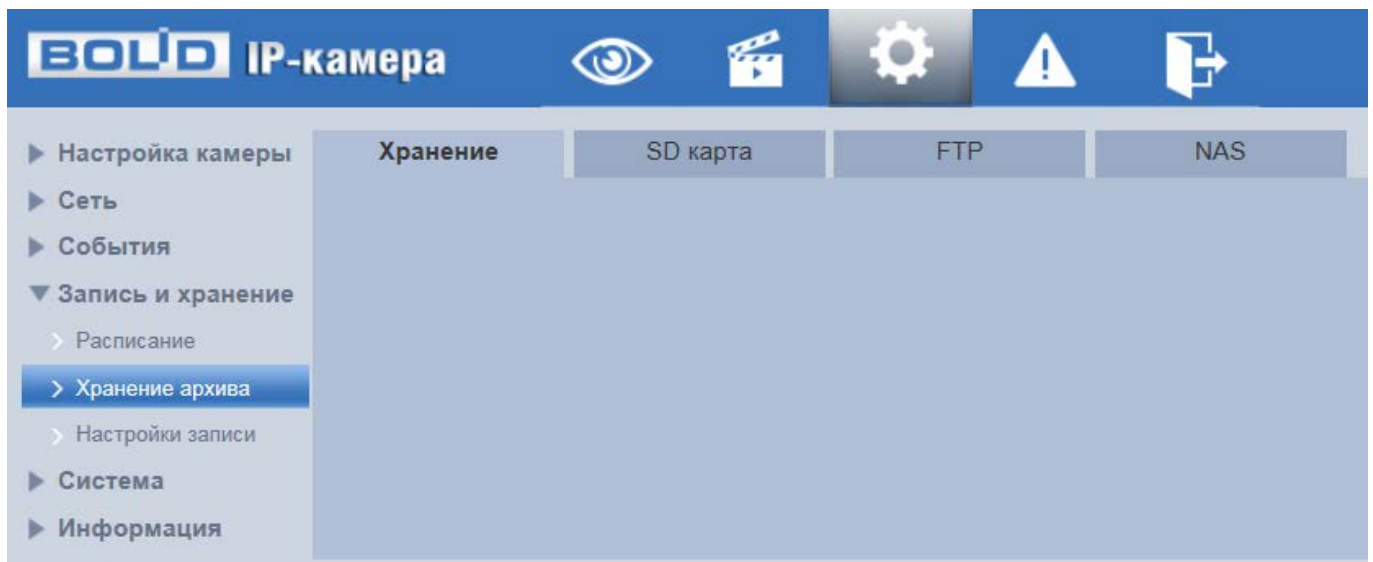 BOLID IP-камера
Настройка камеры
Хранение
SD карта
FTP
NAS
Сеть
События
Запись и хранение
Расписание
Хранение архива
Настройки записи
Система
Информация